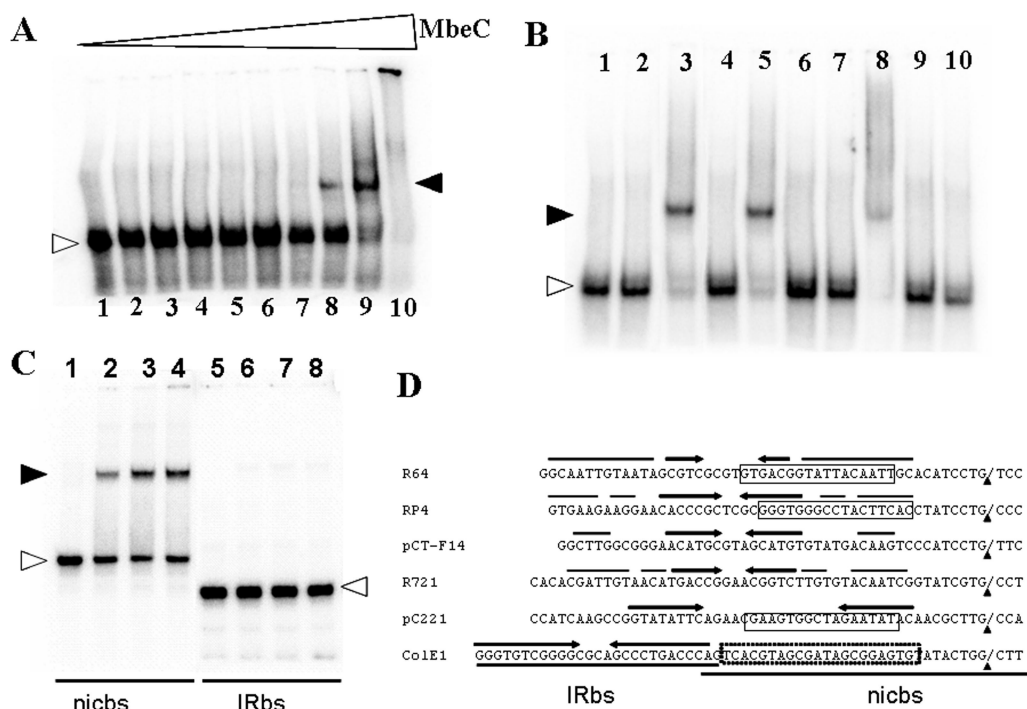 A
MbeC
1 2 3 4 5 6 7 8 9 10
B
1 2 3 4 5 6 7 8 9 10
C
1 2 3 4 5 6 7 8
nicbs IRbs
D
R64 GGCAATTGTAATAGCGTCGCGTGTGACGGTATTACAATTGCACATCCTG/TCC
RP4 GTGAAGAAGGAACACCCGCTCGCGGGTGGGCCTACTTCACCTATCCTG/CCC
pCT-F14 GGCTTGGCGGGAACATGCGTAGCATGTGTATGACAAGTCCCATCCTG/TTC
R721 CACACGATTGTAACATGACCGGAACGGTCTTGTGTACAATCGGTATCGTG/CCT
pC221 CCATCAAGCCGGTATATTCAGAACGAAGTGGCTAGAATATACAACGCTTG/CCA
ColE1 GGGTGTCGGGGCGCAGCCCTGACCCAGTCACGTAGCGATAGCGGAGTGTATACTGG/CTT
IRbs nicbs